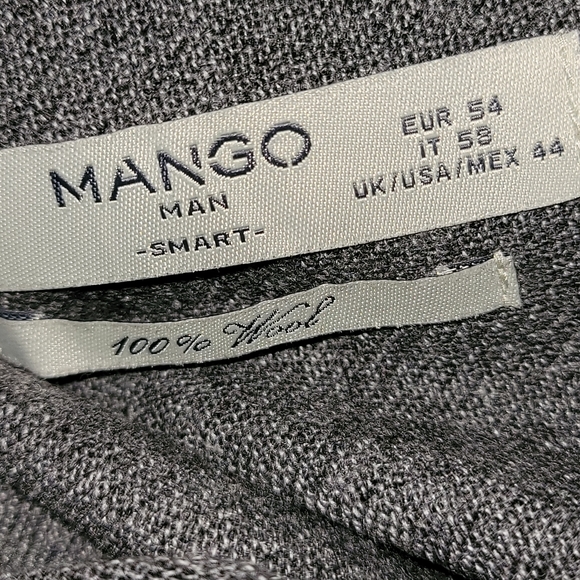 MANGO
MAN
-SMART-
EUR 54
IT 58
UK/USA/MEX 44
100% Wool